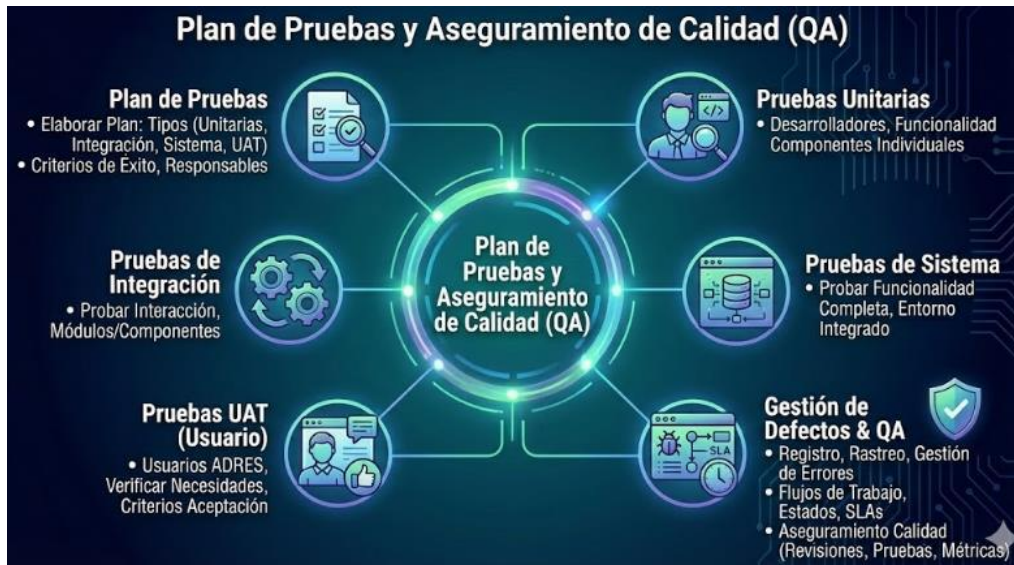 Plan de Pruebas y Aseguramiento de Calidad (QA)
Plan de Pruebas
• Elaborar Plan: Tipos (Unitarias,
Integración, Sistema, UAT)
• Criterios de Éxito, Responsables
Pruebas Unitarias
• Desarrolladores, Funcionalidad
Componentes Individuales
Pruebas de
Integración
• Probar Interacción,
Módulos/Componentes
Plan de
Pruebas y
Aseguramiento
de Calidad (QA)
Pruebas de Sistema
• Probar Funcionalidad
Completa, Entorno
Integrado
Pruebas UAT
(Usuario)
• Usuarios ADRES,
Verificar Necesidades,
Criterios Aceptación
SLA
Gestión de
Defectos & QA
• Registro, Rastreo, Gestión
de Errores
• Flujos de Trabajo,
Estados, SLAs
• Aseguramiento Calidad
(Revisiones, Pruebas, Métricas)